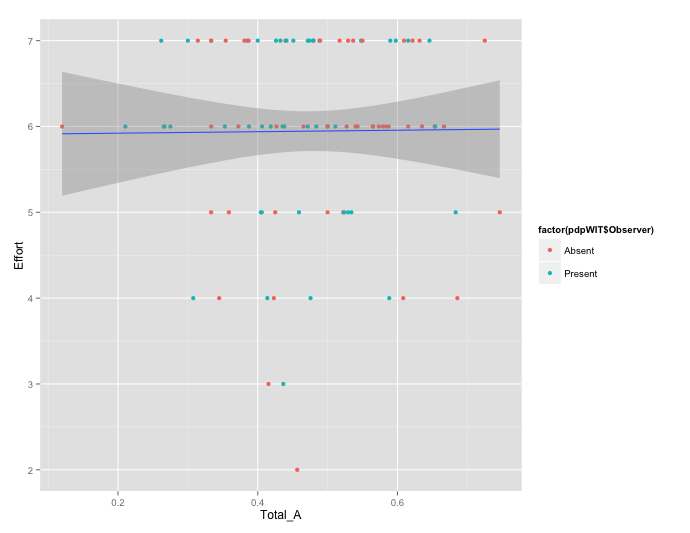 7
6
5
4
3
2
Effort
0.2
0.4
0.6
Total_A
factor(pdpWIT$Observer)
Absent
Present